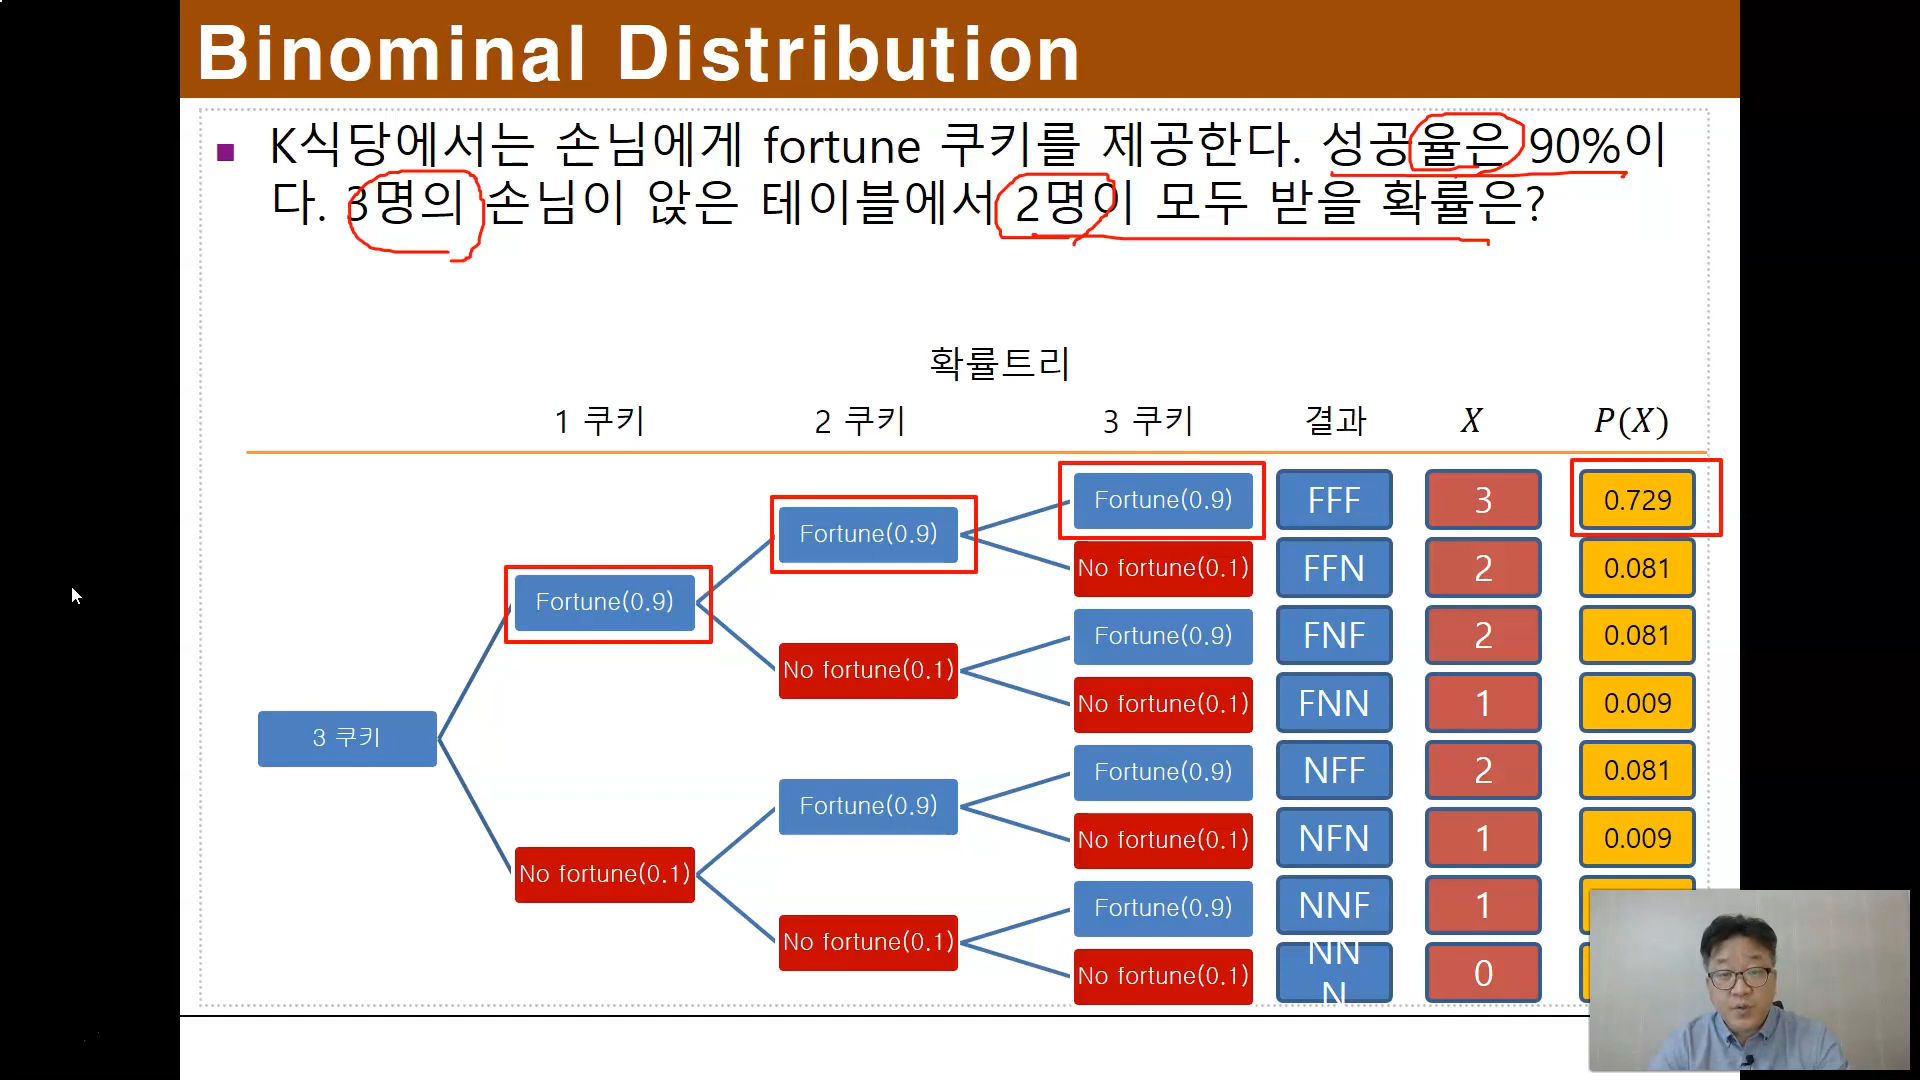 Binominal Distribution
K식당에서는 손님에게 fortune 쿠키를 제공한다. 성공율은 90%이
다. 3명의 손님이 앉은 테이블에서 2명이 모두 받을 확률은?
확률트리
1 쿠키 2 쿠키 3 쿠키 결과 X P(X)
Fortune(0.9) FFF 3 0.729
Fortune(0.9)
No fortune(0.1) FFN 2 0.081
Fortune(0.9)
Fortune(0.9) FNF 2 0.081
No fortune(0.1)
No fortune(0.1) FNN 1 0.009
3 쿠키
Fortune(0.9) NFF 2 0.081
Fortune(0.9)
No fortune(0.1) NFN 1 0.009
No fortune(0.1)
Fortune(0.9) NNF 1
No fortune(0.1)
No fortune(0.1) NN
N 0